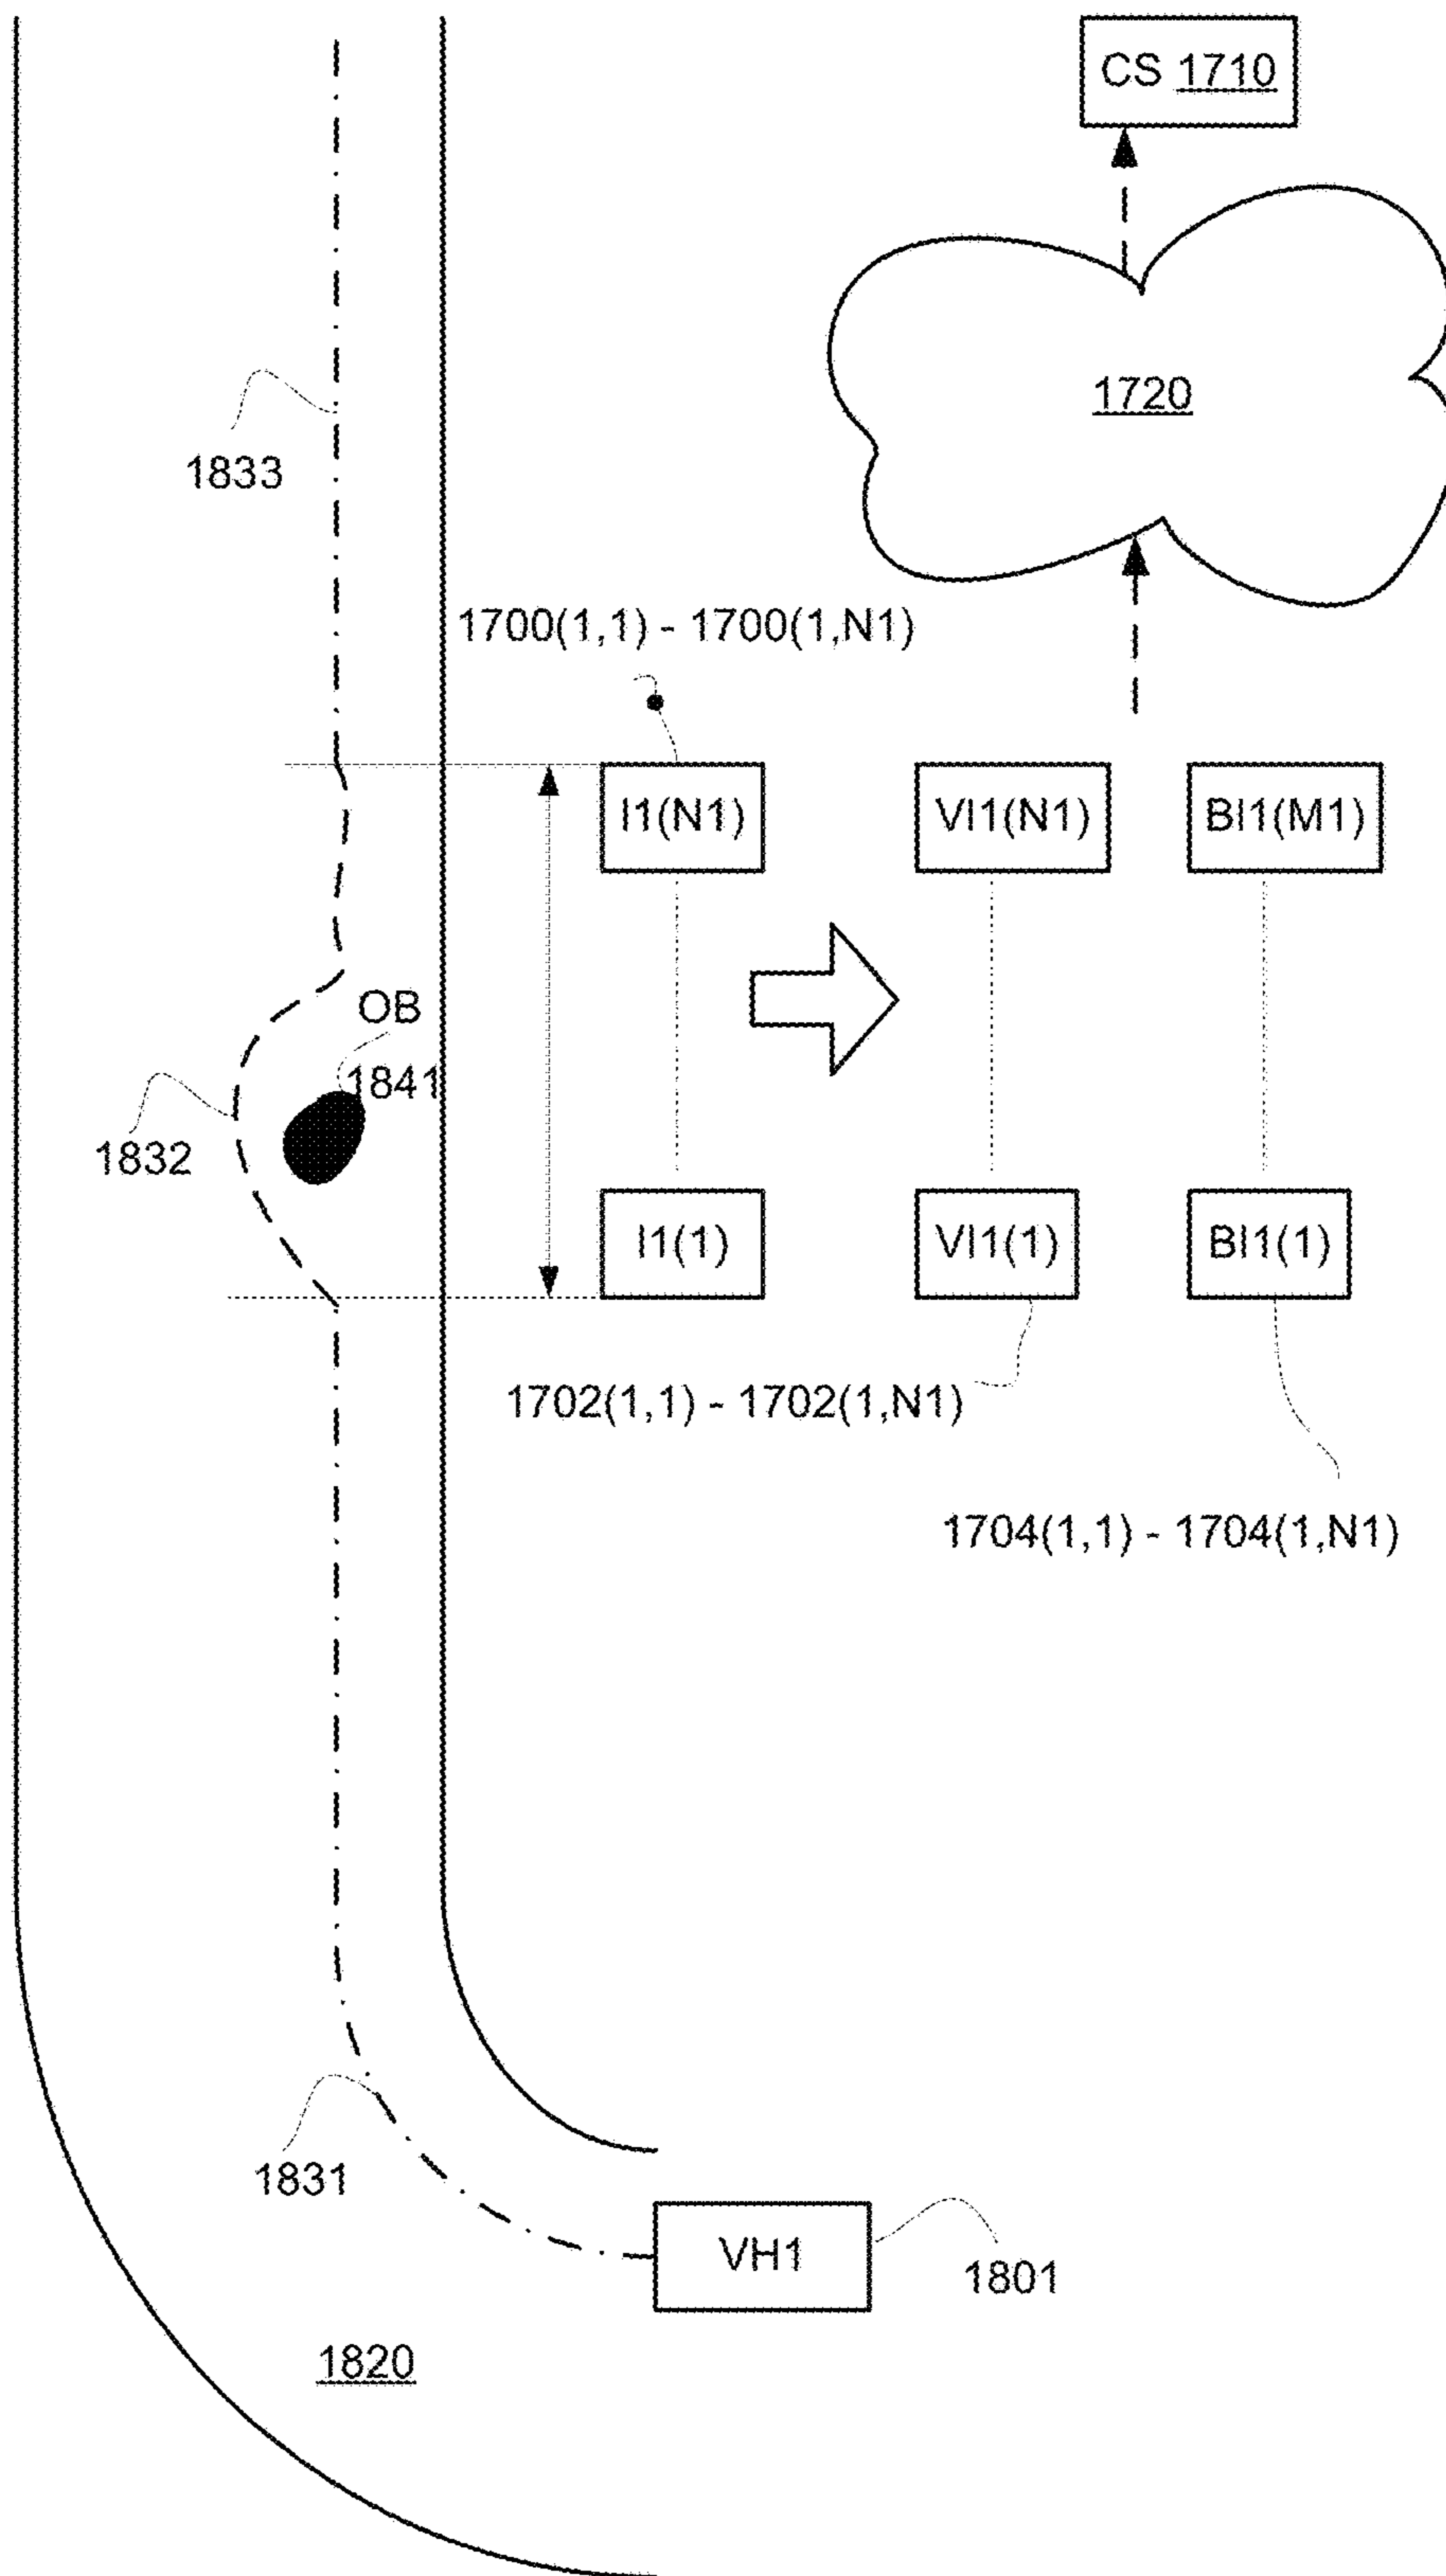 CS 1710
1720
1833
1700(1,1) - 1700(1,N1)
I1(N1)
VI1(N1)
BI1(M1)
OB
1841
1832
I1(1)
VI1(1)
BI1(1)
1702(1,1) - 1702(1,N1)
1704(1,1) - 1704(1,N1)
1831
VH1
1801
1820